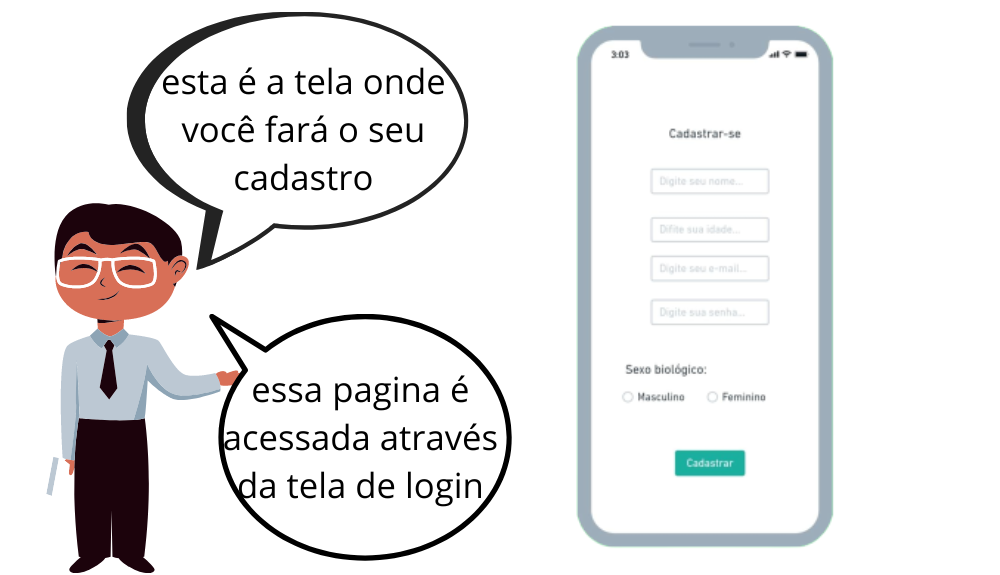 esta é a tela onde
você fará o seu
cadastro
essa pagina é
acessada através
da tela de login
3:03
Cadastrar-se
Digite seu nome...
Difite sua idade...
Digite seu e-mail...
Digite sua senha...
Sexo biológico:
Masculino Feminino
Cadastrar